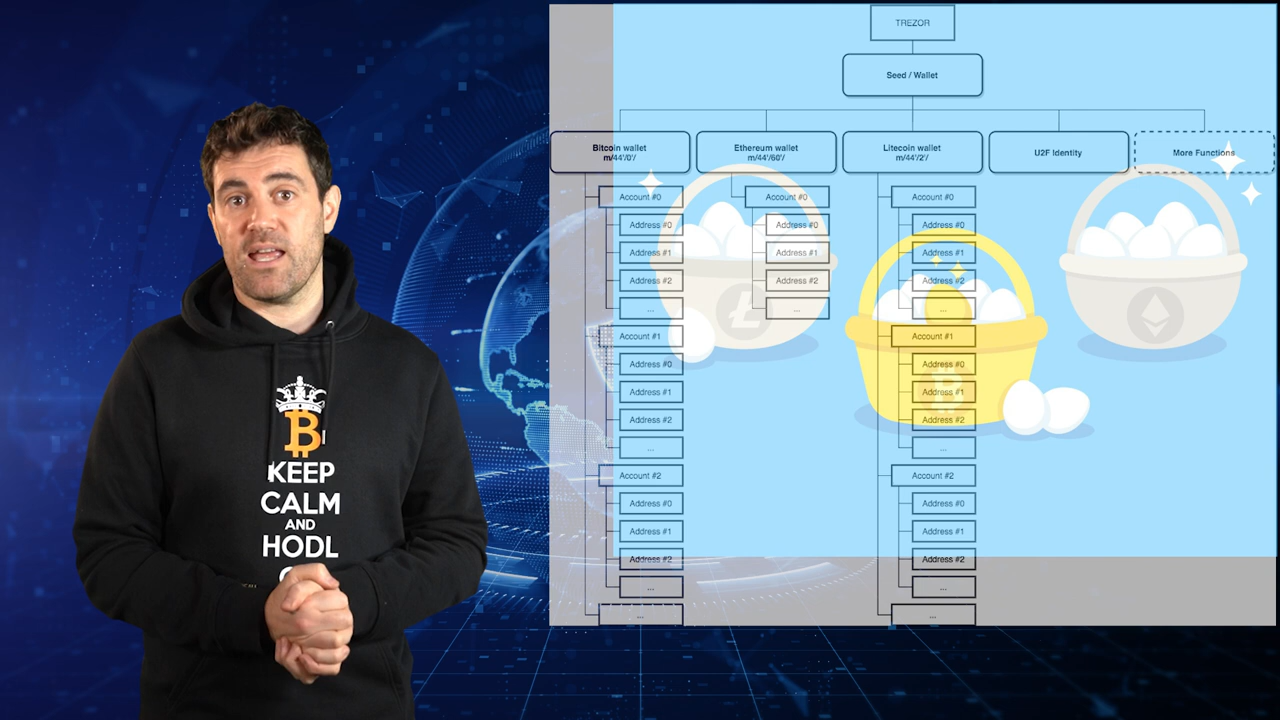 TREZOR
Seed / Wallet
Bitcoin wallet
m/44'/0'/
Ethereum wallet
m/44'/60'/
Litecoin wallet
m/44'/2'/
U2F Identity
More Functions
Account #0
Address #0
Address #1
Address #2
...
Account #1
Address #0
Address #1
Address #2
...
Account #2
Address #0
Address #1
Address #2
...
...
Account #0
Address #0
Address #1
Address #2
...
Account #0
Address #0
Address #1
Address #2
...
Account #1
Address #0
Address #1
Address #2
...
Account #2
Address #0
Address #1
Address #2
...
...
KEEP
CALM
AND
HODL